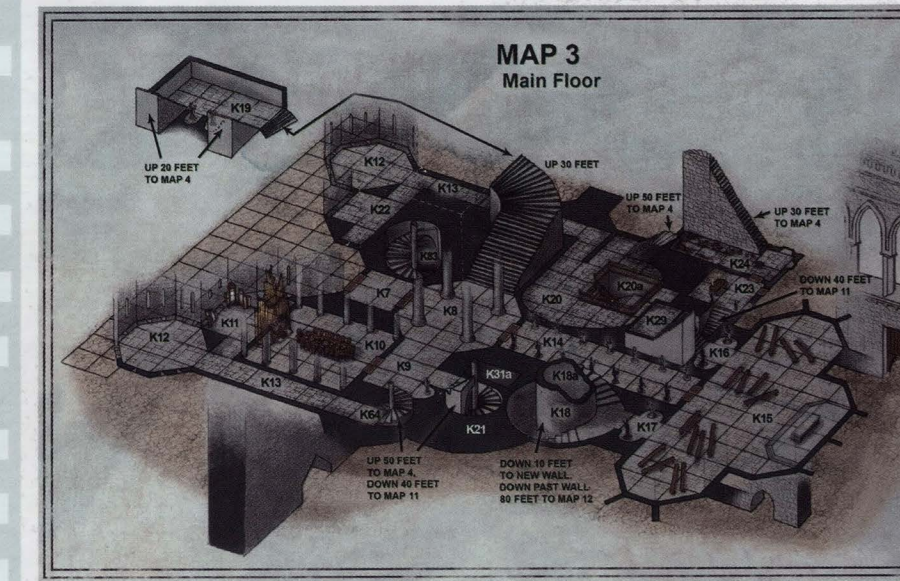 MAP 3
Main Floor
K19
UP 20 FEET
TO MAP 4
K12
K13
K22
UP 30 FEET
UP 50 FEET
TO MAP 4
UP 30 FEET
TO MAP 4
K83
K24
K20a
K23
DOWN 40 FEET
TO MAP 11
K7
K8
K20
K29
K11
K12
K10
K14
K16
K9
K31a
K18a
K13
K64
K21
K18
K17
K15
UP 50 FEET
TO MAP 4,
DOWN 40 FEET
TO MAP 11
DOWN 10 FEET
TO NEW WALL.
DOWN PAST WALL
80 FEET TO MAP 12